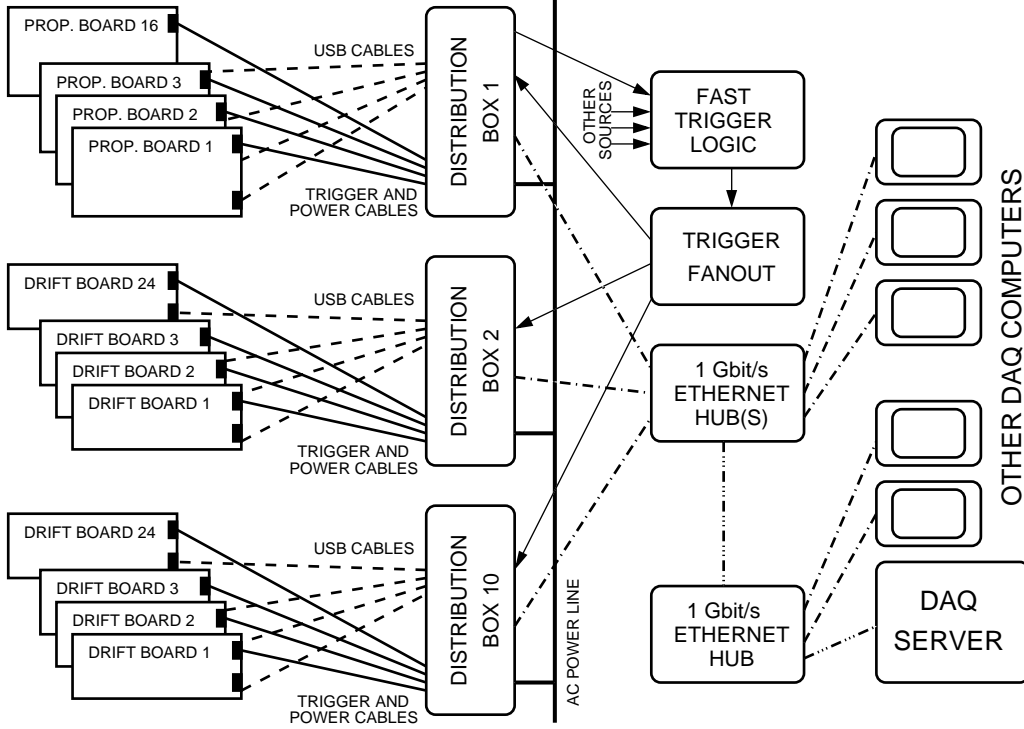 PROP. BOARD 16
PROP. BOARD 3
PROP. BOARD 2
PROP. BOARD 1
USB CABLES
TRIGGER AND
POWER CABLES
DISTRIBUTION
BOX 1
OTHER
SOURCES
FAST
TRIGGER
LOGIC
TRIGGER
FANOUT
DRIFT BOARD 24
DRIFT BOARD 3
DRIFT BOARD 2
DRIFT BOARD 1
USB CABLES
TRIGGER AND
POWER CABLES
DISTRIBUTION
BOX 2
1 Gbit/s
ETHERNET
HUB(S)
OTHER DAQ COMPUTERS
DRIFT BOARD 24
DRIFT BOARD 3
DRIFT BOARD 2
DRIFT BOARD 1
USB CABLES
TRIGGER AND
POWER CABLES
DISTRIBUTION
BOX 10
AC POWER LINE
1 Gbit/s
ETHERNET
HUB
DAQ
SERVER